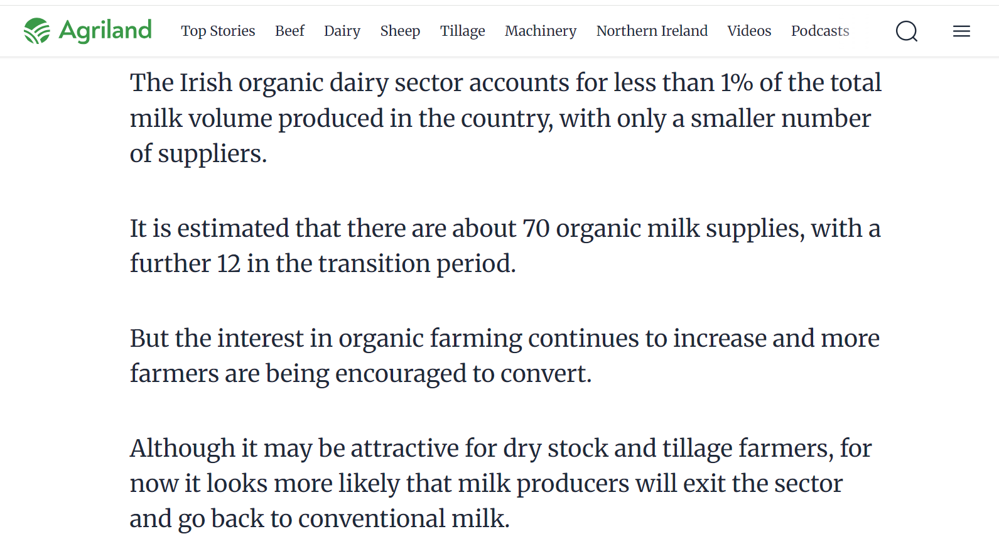 Agriland
Top Stories Beef Dairy Sheep Tillage Machinery Northern Ireland Videos Podcasts
The Irish organic dairy sector accounts for less than 1% of the total
milk volume produced in the country, with only a smaller number
of suppliers.
It is estimated that there are about 70 organic milk supplies, with a
further 12 in the transition period.
But the interest in organic farming continues to increase and more
farmers are being encouraged to convert.
Although it may be attractive for dry stock and tillage farmers, for
now it looks more likely that milk producers will exit the sector
and go back to conventional milk.